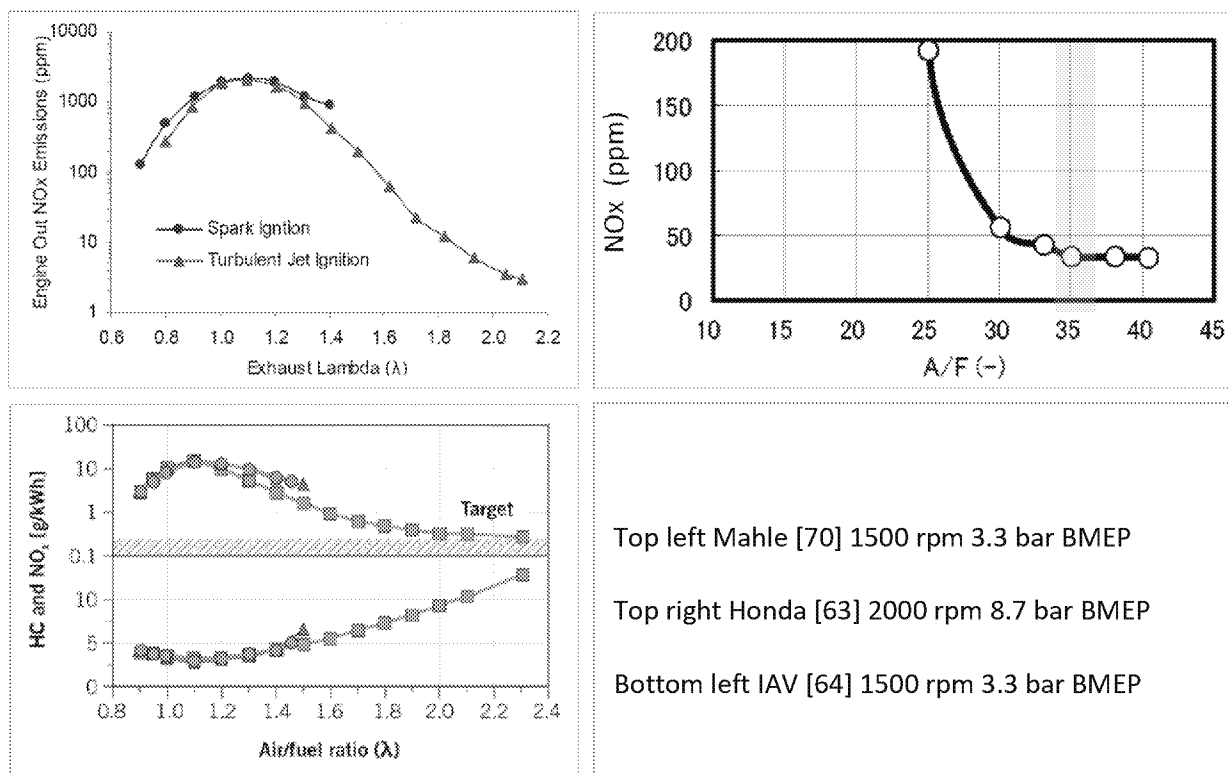 10000
1000
100
10
1
Engine Out NOx Emissions (ppm)
Spark Ignition
Turbulent Jet Ignition
0.6 0.8 1.0 1.2 1.4 1.6 1.8 2.0 2.2
Exhaust Lambda (λ)
200
150
100
50
0
NOx (ppm)
10 15 20 25 30 35 40 45
A/F (-)
100
10
1
0.1
10
5
0
HC and NOx (g/kWh)
Target
0.8 1.0 1.2 1.4 1.6 1.8 2.0 2.2 2.4
Air/fuel ratio (λ)
Top left Mahle [70] 1500 rpm 3.3 bar BMEP
Top right Honda [63] 2000 rpm 8.7 bar BMEP
Bottom left IAV [64] 1500 rpm 3.3 bar BMEP